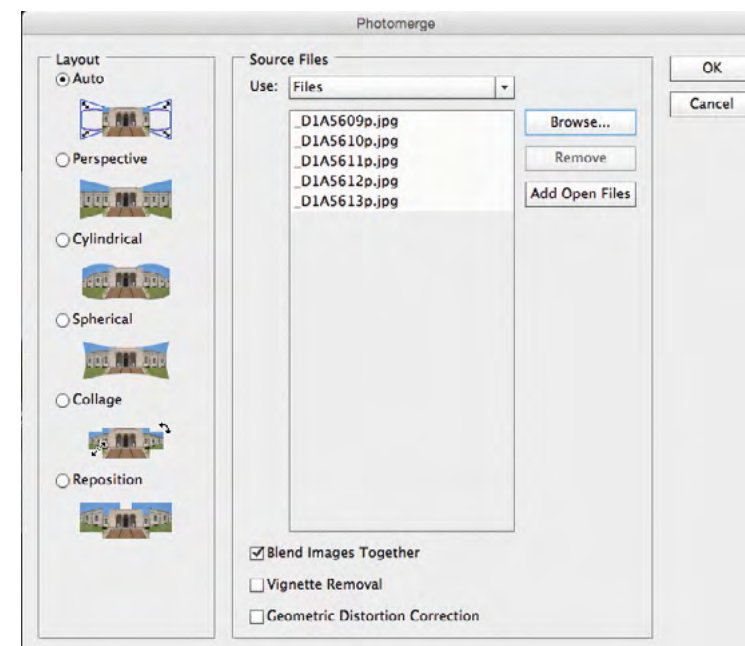 Photomerge
Layout
Auto
Perspective
Cylindrical
Spherical
Collage
Reposition
Source Files
Use: Files
_D1A5609p.jpg
_D1A5610p.jpg
_D1A5611p.jpg
_D1A5612p.jpg
_D1A5613p.jpg
Browse...
Remove
Add Open Files
Blend Images Together
Vignette Removal
Geometric Distortion Correction
OK
Cancel